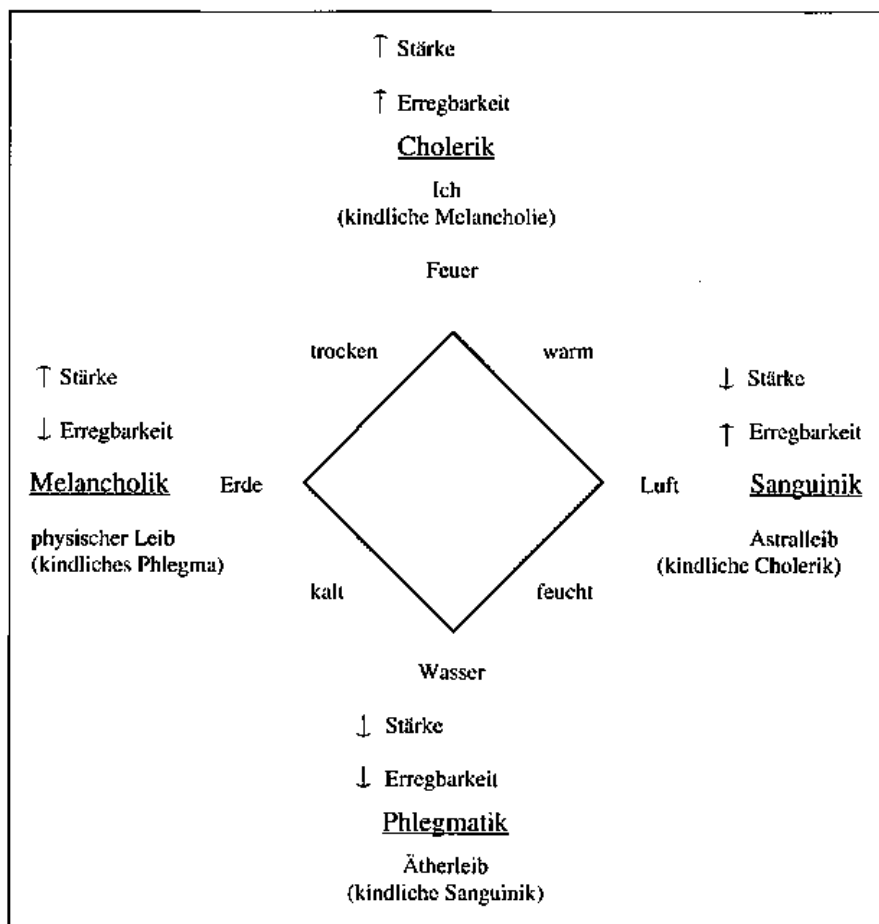 ↑ Stärke
↑ Erregbarkeit
Cholerik
Ich
(kindliche Melancholie)
Feuer
trocken warm
↑ Stärke
↓ Erregbarkeit
Melancholik Erde
physischer Leib
(kindliches Phlegma)
↓ Stärke
↑ Erregbarkeit
Luft Sanguinik
Astralleib
(kindliche Cholerik)
kalt feucht
Wasser
↓ Stärke
↓ Erregbarkeit
Phlegmatik
Ätherleib
(kindliche Sanguinik)